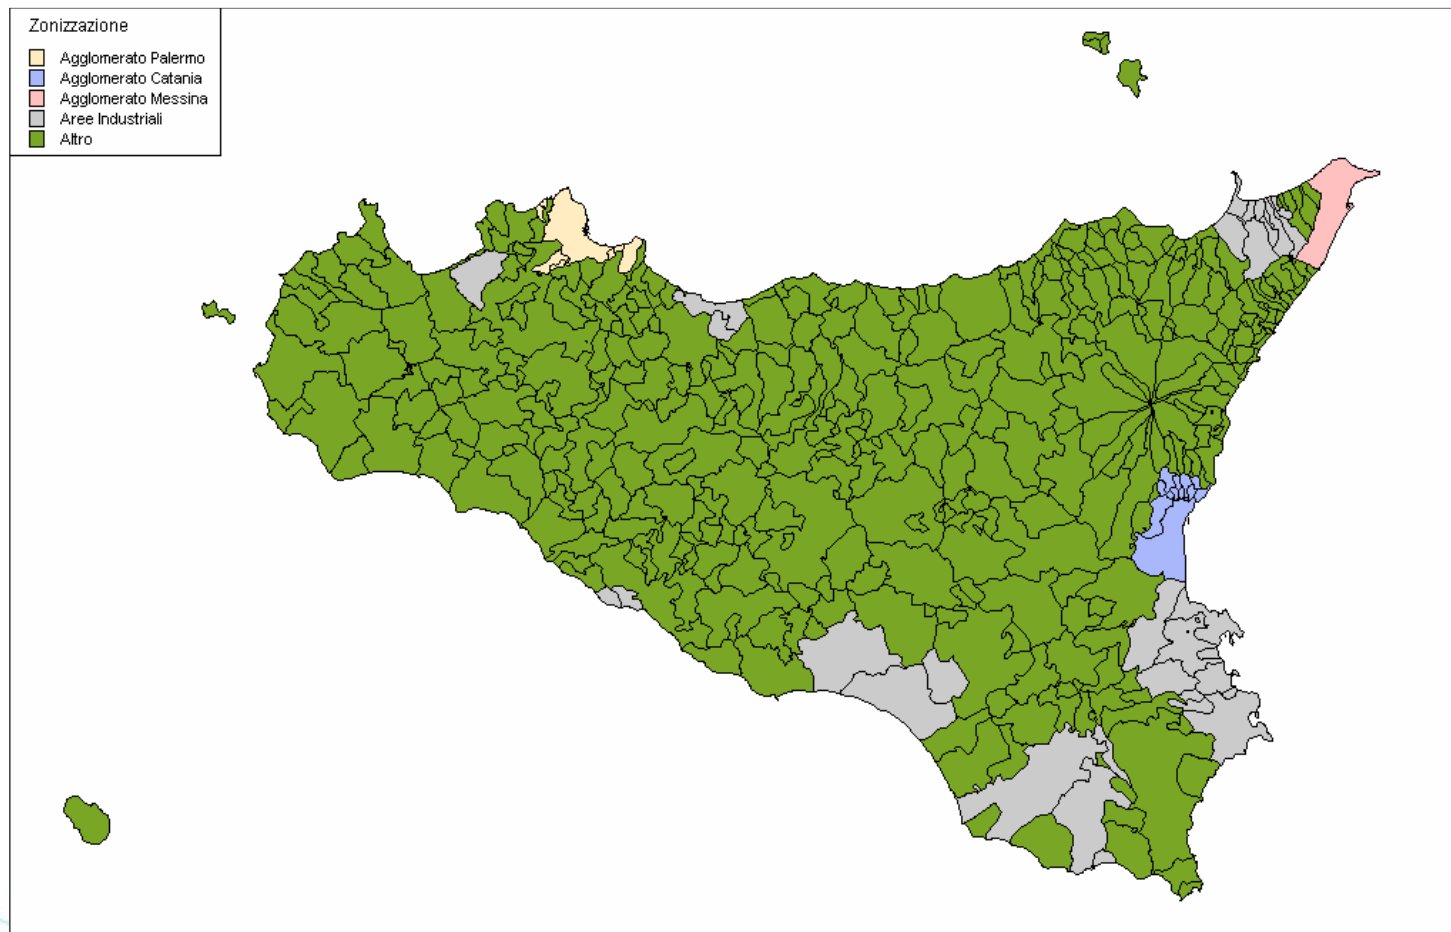 Zonizzazione
Agglomerato Palermo
Agglomerato Catania
Agglomerato Messina
Aree Industriali
Altro